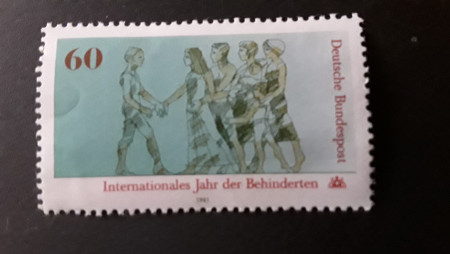 60
Deutsche Bundespost
Internationales Jahr der Behinderten
1981